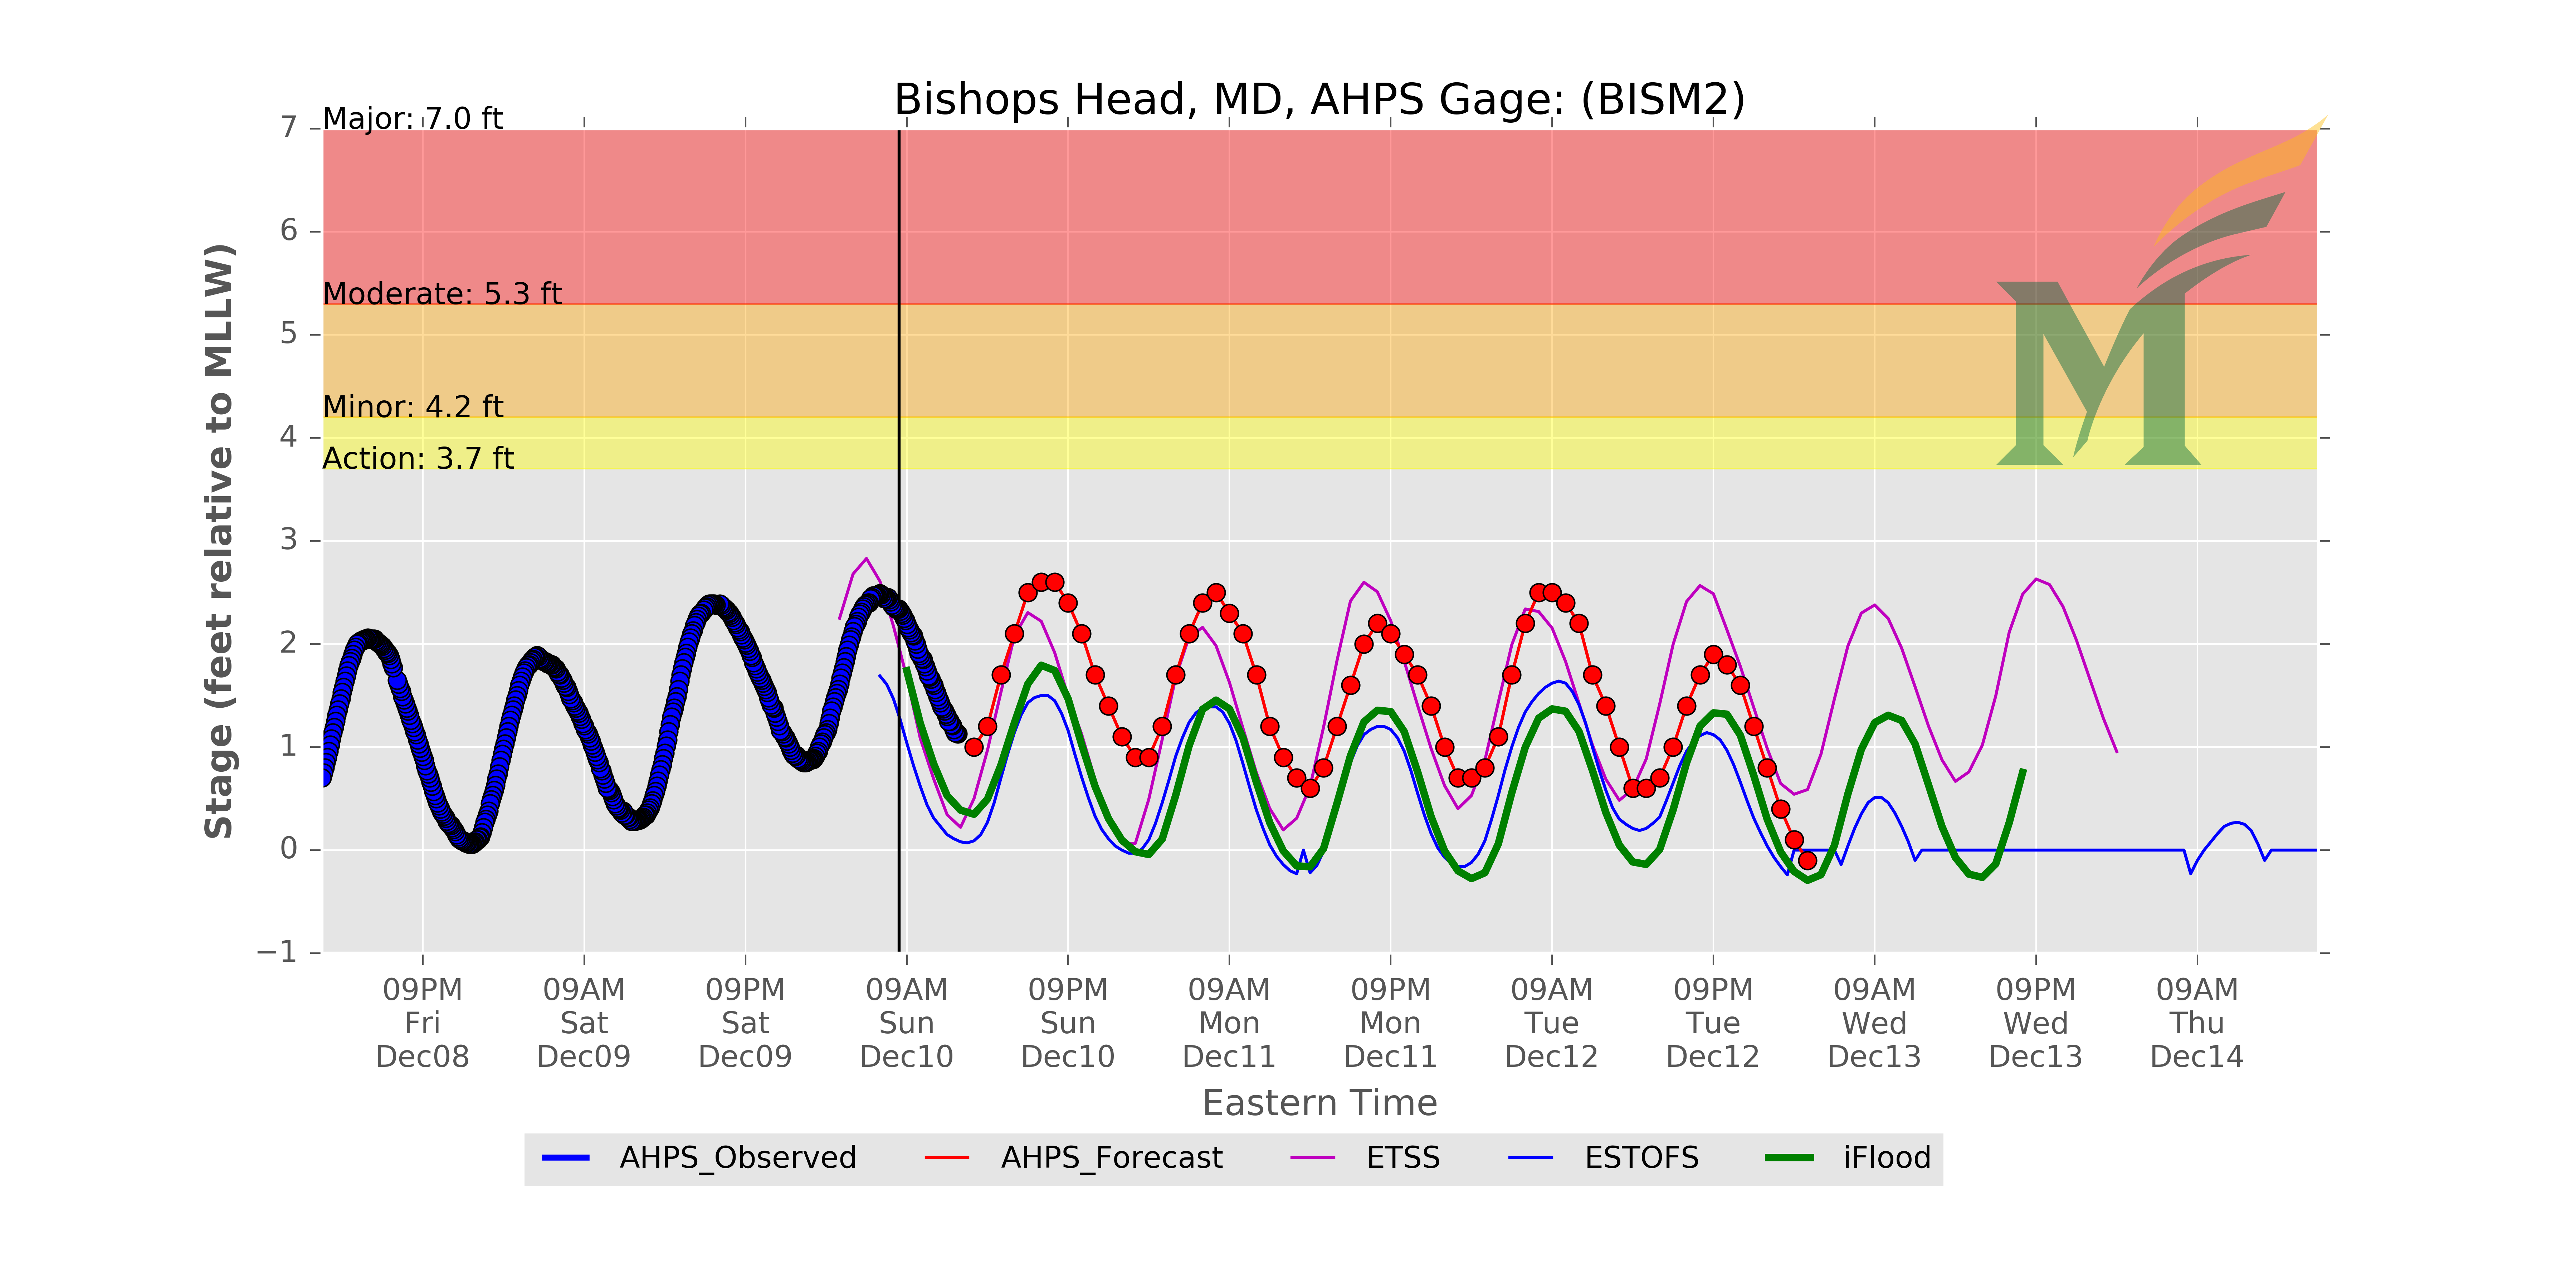 Bishops Head, MD, AHPS Gage: (BISM2)
Major: 7.0 ft
Moderate: 5.3 ft
Minor: 4.2 ft
Action: 3.7 ft
7
6
5
4
3
2
1
0
−1
Stage (feet relative to MLLW)
09PM 09AM 09PM 09AM 09PM 09AM 09PM 09AM 09PM 09AM 09PM 09AM
Fri Sat Sat Sun Sun Mon Mon Tue Tue Wed Wed Thu
Dec08 Dec09 Dec09 Dec10 Dec10 Dec11 Dec11 Dec12 Dec12 Dec13 Dec13 Dec14
Eastern Time
AHPS_Observed AHPS_Forecast ETSS ESTOFS iFlood